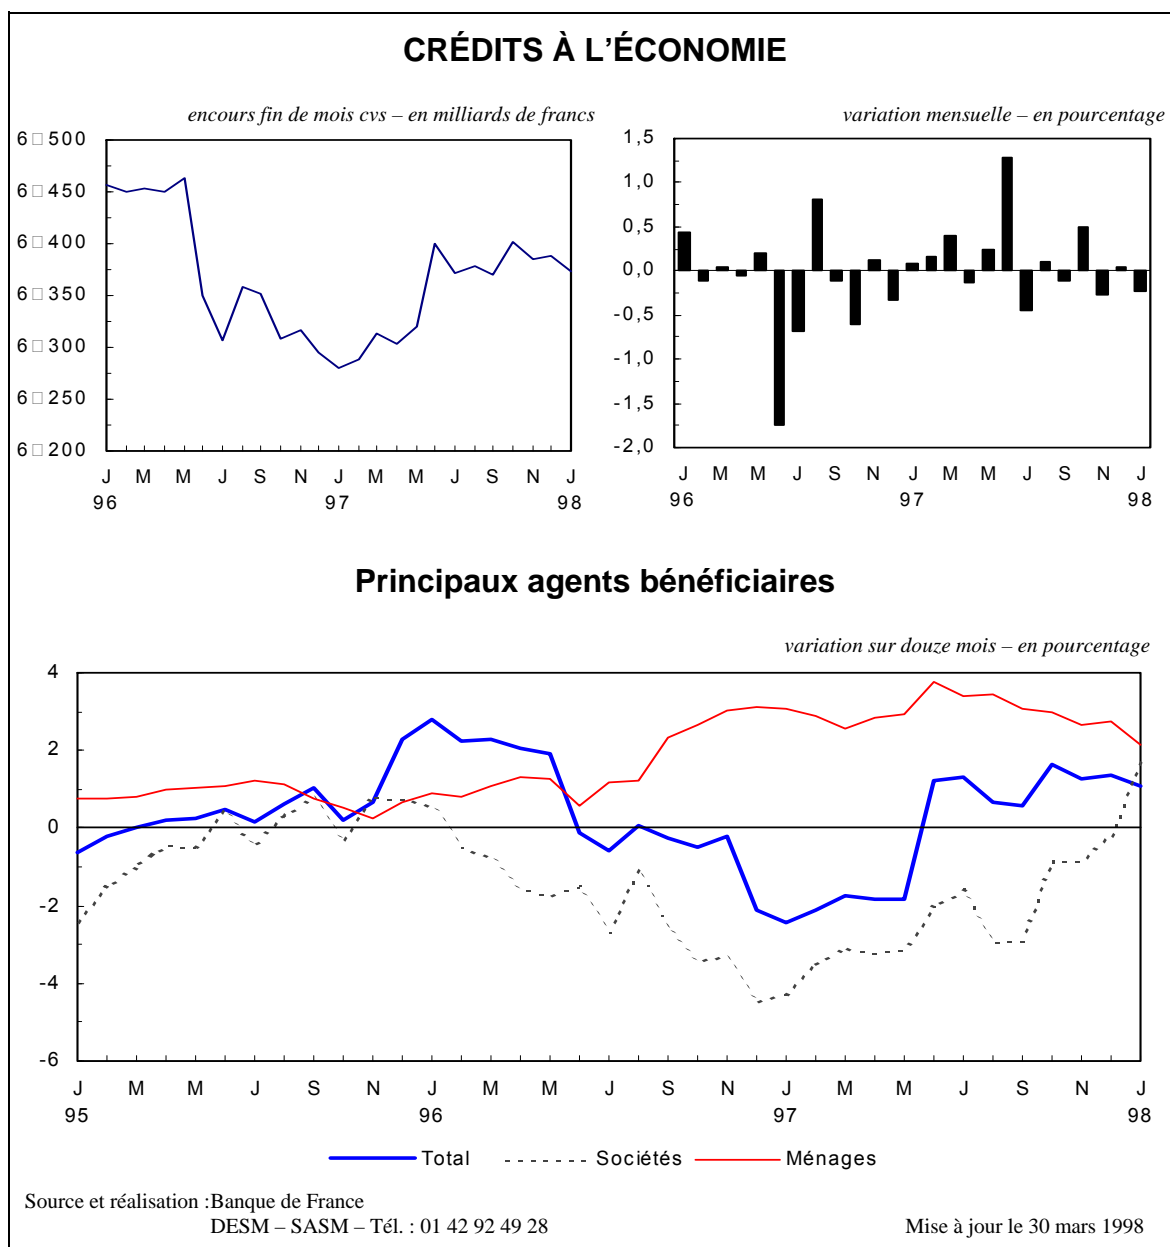 CRÉDITS À L'ÉCONOMIE
encours fin de mois cvs – en milliards de francs
6□500
6□450
6□400
6□350
6□300
6□250
6□200
J M M J S N J M M J S N J
96 97 98
variation mensuelle – en pourcentage
1,5
1,0
0,5
0,0
-0,5
-1,0
-1,5
-2,0
J M M J S N J M M J S N J
96 97 98
Principaux agents bénéficiaires
variation sur douze mois – en pourcentage
4
2
0
-2
-4
-6
J M M J S N J M M J S N J M M J S N J
95 96 97 98
Total Sociétés Ménages
Source et réalisation :Banque de France
DESM – SASM – Tél. : 01 42 92 49 28 Mise à jour le 30 mars 1998